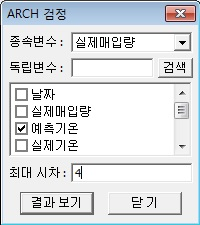 ARCH 검정
종속변수: 실제매입량
독립변수: 검색
날짜
실제매입량
예측기온
실제기온
최대 시차: 4
결과 보기 닫 기